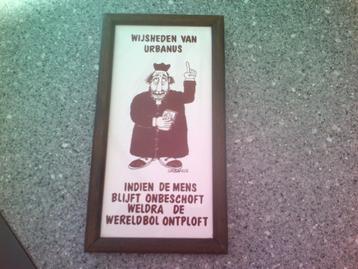 WIJSHEDEN VAN
URBANUS
INDIEN DE MENS
BLIJFT ONBESCHOFT
WELDRA DE
WERELDBOL ONTPLOFT